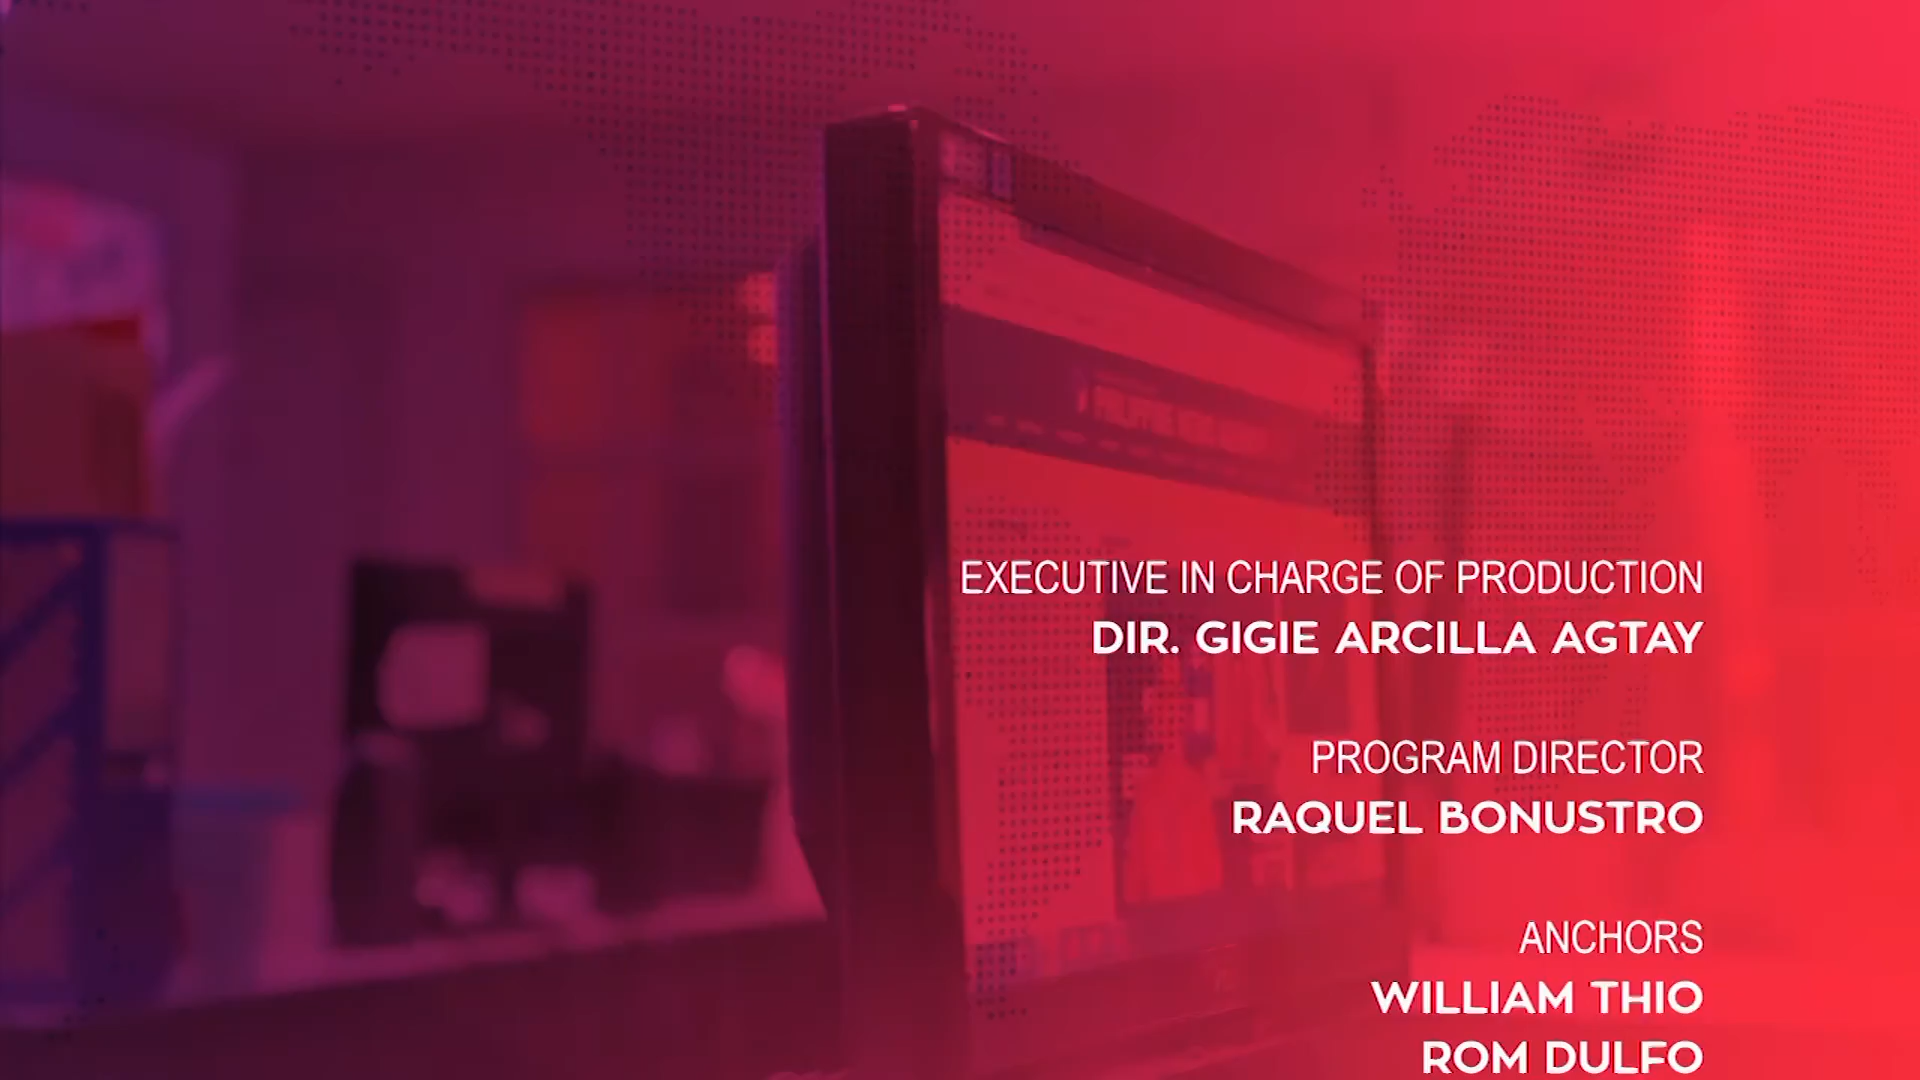 EXECUTIVE IN CHARGE OF PRODUCTION
DIR. GIGIE ARCILLA AGTAY
PROGRAM DIRECTOR
RAQUEL BONUSTRO
ANCHORS
WILLIAM THIO
ROM DULFO